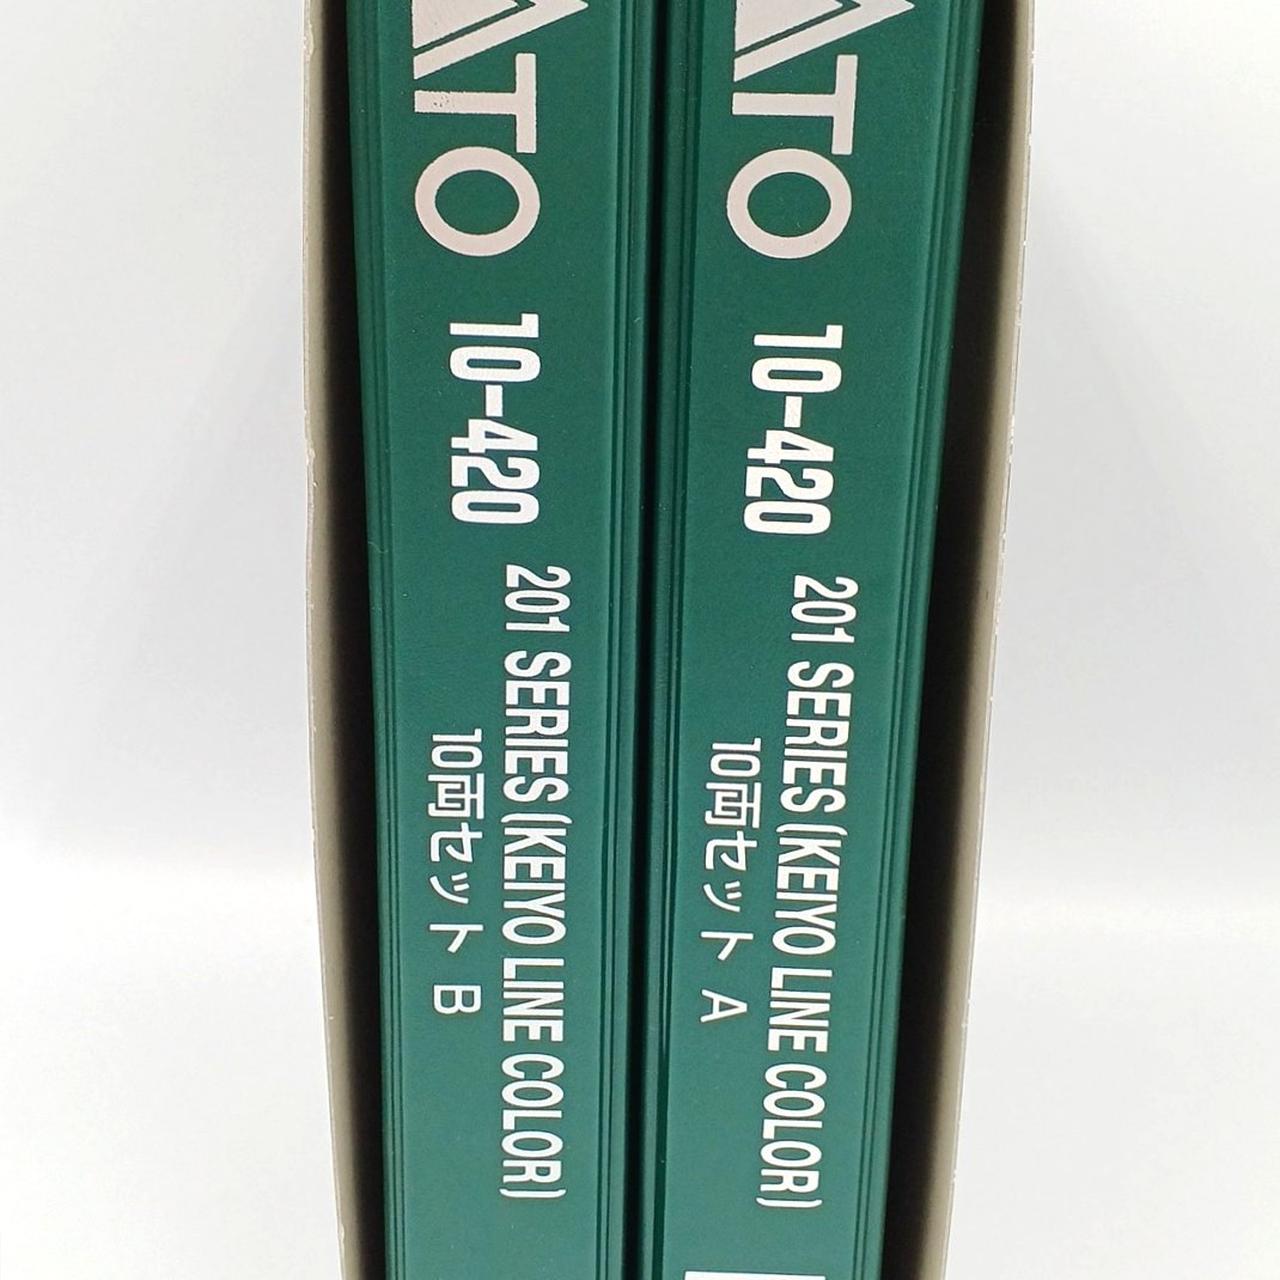 ATO 10-420 201 SERIES (KEIYO LINE COLOR)
10両セット A
ATO 10-420 201 SERIES (KEIYO LINE COLOR)
10両セット B